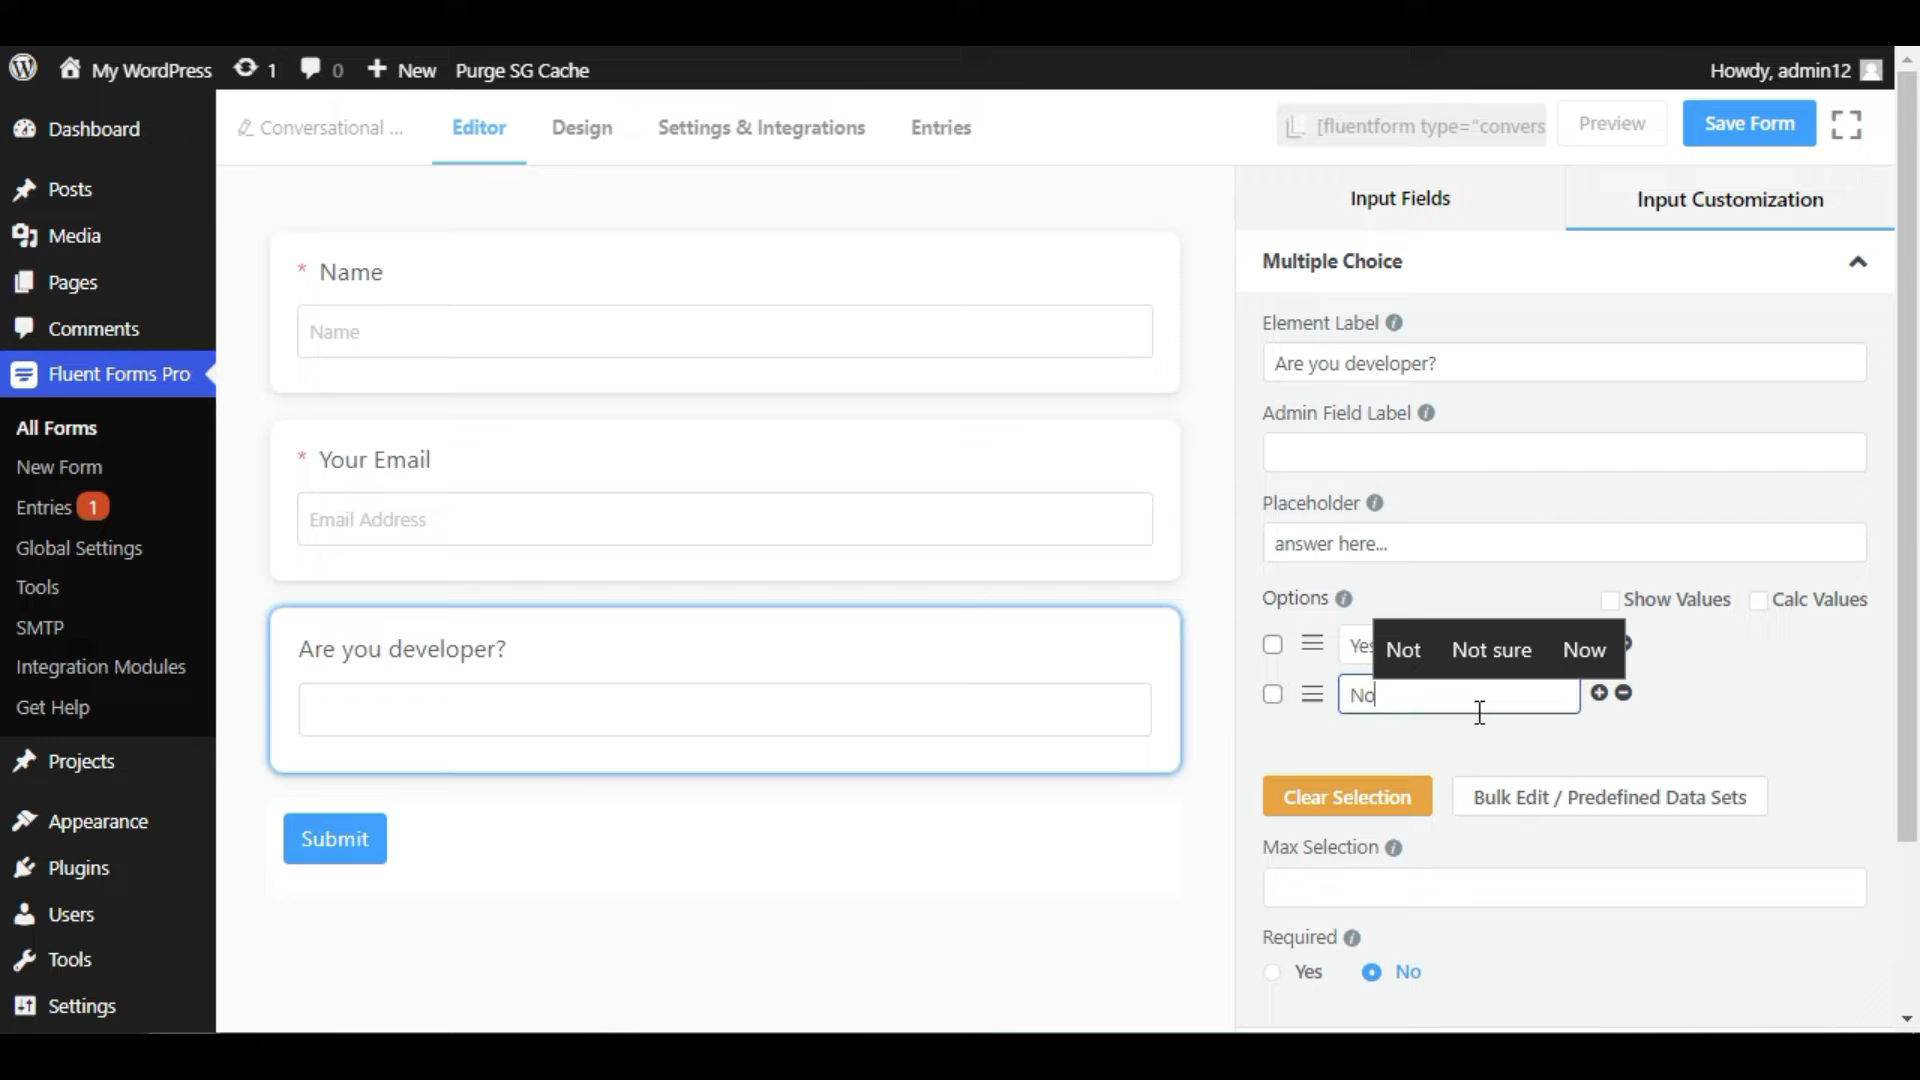 My WordPress 1 0 New Purge SG Cache Howdy, admin12
Dashboard
Posts
Media
Pages
Comments
Fluent Forms Pro
All Forms
New Form
Entries 1
Global Settings
Tools
SMTP
Integration Modules
Get Help
Projects
Appearance
Plugins
Users
Tools
Settings
Conversational ... Editor Design Settings & Integrations Entries [fluentform type="convers Preview Save Form
* Name
Name
* Your Email
Email Address
Are you developer?
Submit
Input Fields Input Customization
Multiple Choice
Element Label
Are you developer?
Admin Field Label
Placeholder
answer here...
Options Show Values Calc Values
Yes
Not Not sure Now
No
Clear Selection Bulk Edit / Predefined Data Sets
Max Selection
Required
Yes No